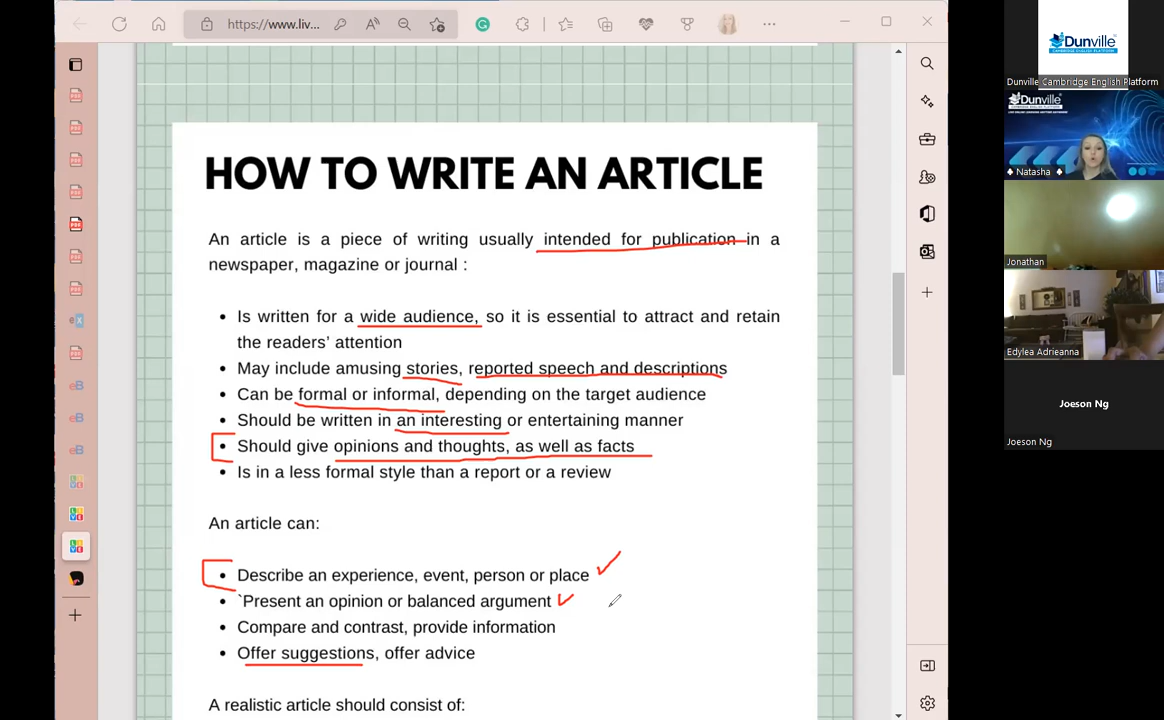 https://www.liv...
HOW TO WRITE AN ARTICLE
An article is a piece of writing usually intended for publication in a
newspaper, magazine or journal :
• Is written for a wide audience, so it is essential to attract and retain
the readers’ attention
• May include amusing stories, reported speech and descriptions
• Can be formal or informal, depending on the target audience
• Should be written in an interesting or entertaining manner
• Should give opinions and thoughts, as well as facts
• Is in a less formal style than a report or a review
An article can:
• Describe an experience, event, person or place
• `Present an opinion or balanced argument
• Compare and contrast, provide information
• Offer suggestions, offer advice
A realistic article should consist of:
Dunville
CAMBRIDGE ENGLISH PLATFORM
Dunville Cambridge English Platform
Dunville
♠ Natasha ♠
Jonathan
Edylea Adrieanna
Joeson Ng
Joeson Ng